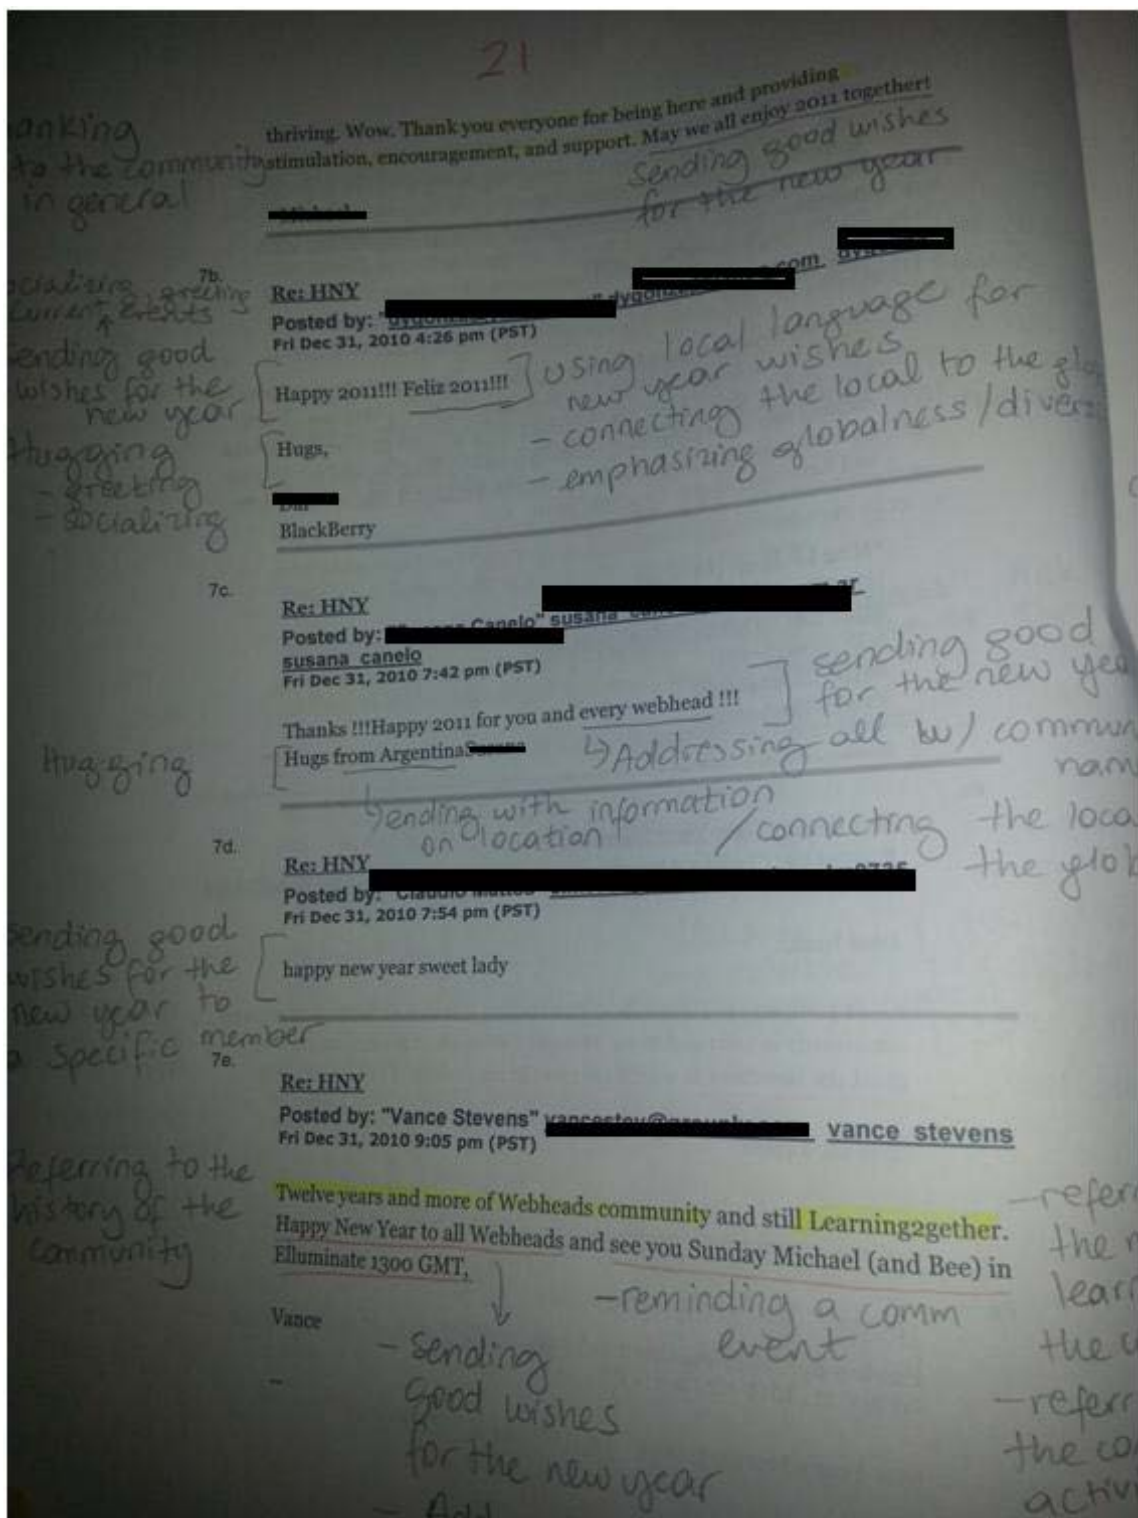 21
thriving. Wow. Thank you everyone for being here and providing
stimulation, encouragement, and support. May we all enjoy 2011 together!
to the community
in general
sending good wishes
for the new year
7b.
Re: HNY
Posted by:
Fri Dec 31, 2010 4:26 pm (PST)
greeting
sending good
wishes for the
new year
Happy 2011!!! Feliz 2011!!!
using local language for
new year wishes
- connecting the local to the
- emphasizing globalness /
Hugging
- greeting
- socializing
Hugs,
BlackBerry
7c.
Re: HNY
Posted by: Canelo" susana
susana_canelo
Fri Dec 31, 2010 7:42 pm (PST)
Thanks !!!Happy 2011 for you and every webhead !!!
Hugs from Argentina
sending good
for the new
Addressing all w/
Hugging
ending with information
on location
/connecting the
the
7d.
Re: HNY
Posted by:
Fri Dec 31, 2010 7:54 pm (PST)
happy new year sweet lady
sending good
wishes for the
new year to
a specific member
7e.
Re: HNY
Posted by: "Vance Stevens" vance_stevens
Fri Dec 31, 2010 9:05 pm (PST)
Referring to the
history of the
community
Twelve years and more of Webheads community and still Learning2gether.
Happy New Year to all Webheads and see you Sunday Michael (and Bee) in
Elluminate 1300 GMT,
Vance
- reminding a comm
event
- sending
good wishes
for the new year
the
the